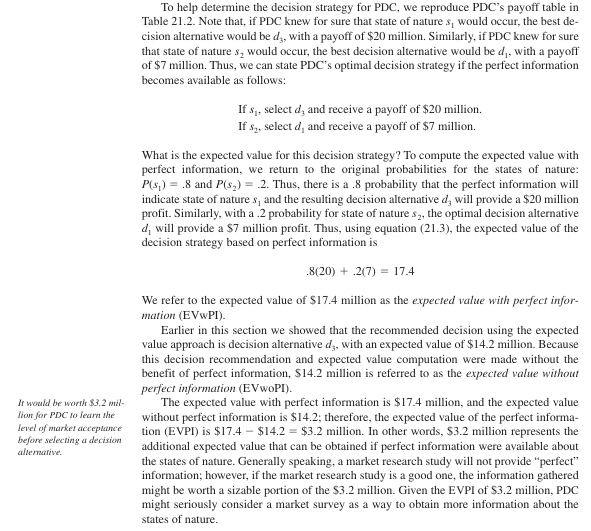 To help determine the decision strategy for PDC, we reproduce PDC's payoff table in
Table 21.2. Note that, if PDC knew for sure that state of nature s₁ would occur, the best de-
cision alternative would be d₃, with a payoff of $20 million. Similarly, if PDC knew for sure
that state of nature s₂ would occur, the best decision alternative would be d₁, with a payoff
of $7 million. Thus, we can state PDC's optimal decision strategy if the perfect information
becomes available as follows:
If s₁, select d₃ and receive a payoff of $20 million.
If s₂, select d₁ and receive a payoff of $7 million.
What is the expected value for this decision strategy? To compute the expected value with
perfect information, we return to the original probabilities for the states of nature:
P(s₁) = .8 and P(s₂) = .2. Thus, there is a .8 probability that the perfect information will
indicate state of nature s₁ and the resulting decision alternative d₃ will provide a $20 million
profit. Similarly, with a .2 probability for state of nature s₂, the optimal decision alternative
d₁ will provide a $7 million profit. Thus, using equation (21.3), the expected value of the
decision strategy based on perfect information is
.8(20) + .2(7) = 17.4
We refer to the expected value of $17.4 million as the expected value with perfect infor-
mation (EVwPI).
Earlier in this section we showed that the recommended decision using the expected
value approach is decision alternative d₃, with an expected value of $14.2 million. Because
this decision recommendation and expected value computation were made without the
benefit of perfect information, $14.2 million is referred to as the expected value without
perfect information (EVwoPI).
The expected value with perfect information is $17.4 million, and the expected value
without perfect information is $14.2; therefore, the expected value of the perfect informa-
tion (EVPI) is $17.4 − $14.2 = $3.2 million. In other words, $3.2 million represents the
additional expected value that can be obtained if perfect information were available about
the states of nature. Generally speaking, a market research study will not provide "perfect"
information; however, if the market research study is a good one, the information gathered
might be worth a sizable portion of the $3.2 million. Given the EVPI of $3.2 million, PDC
might seriously consider a market survey as a way to obtain more information about the
states of nature.
It would be worth $3.2 mil-
lion for PDC to learn the
level of market acceptance
before selecting a decision
alternative.